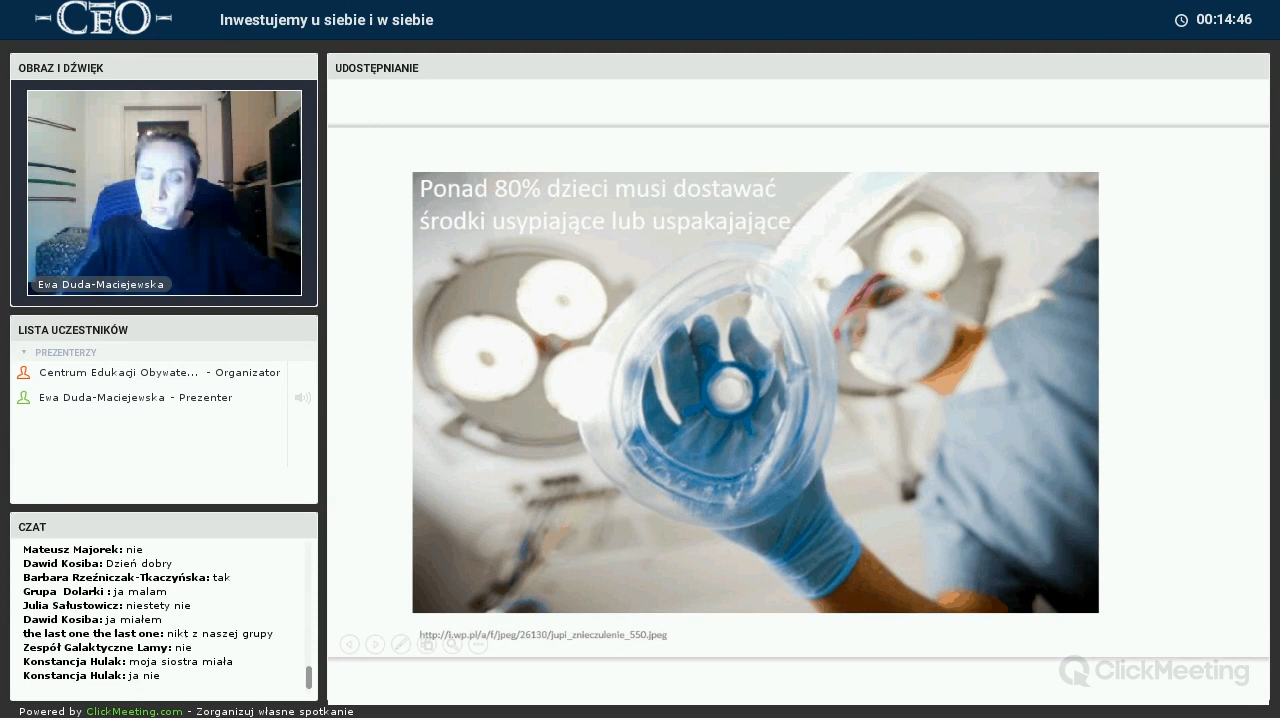 CEO
Inwestujemy u siebie i w siebie
00:14:46
OBRAZ I DŹWIĘK
Ewa Duda-Maciejewska
LISTA UCZESTNIKÓW
PREZENTERZY
Centrum Edukacji Obywate... - Organizator
Ewa Duda-Maciejewska - Prezenter
CZAT
Mateusz Majorek: nie
Dawid Kosiba: Dzień dobry
Barbara Rzeźniczak-Tkaczyńska: tak
Grupa Dolarki : ja malam
Julia Sałustowicz: niestety nie
Dawid Kosiba: ja miałem
the last one the last one: nikt z naszej grupy
Zespół Galaktyczne Lamy: nie
Konstancja Hulak: moja siostra miała
Konstancja Hulak: ja nie
UDOSTĘPNIANIE
Ponad 80% dzieci musi dostawać
środki usypiające lub uspakajające.
http://i.wp.pl/a/f/jpeg/26130/jupi_znieczulenie_550.jpeg
ClickMeeting
Powered by ClickMeeting.com - Zorganizuj własne spotkanie